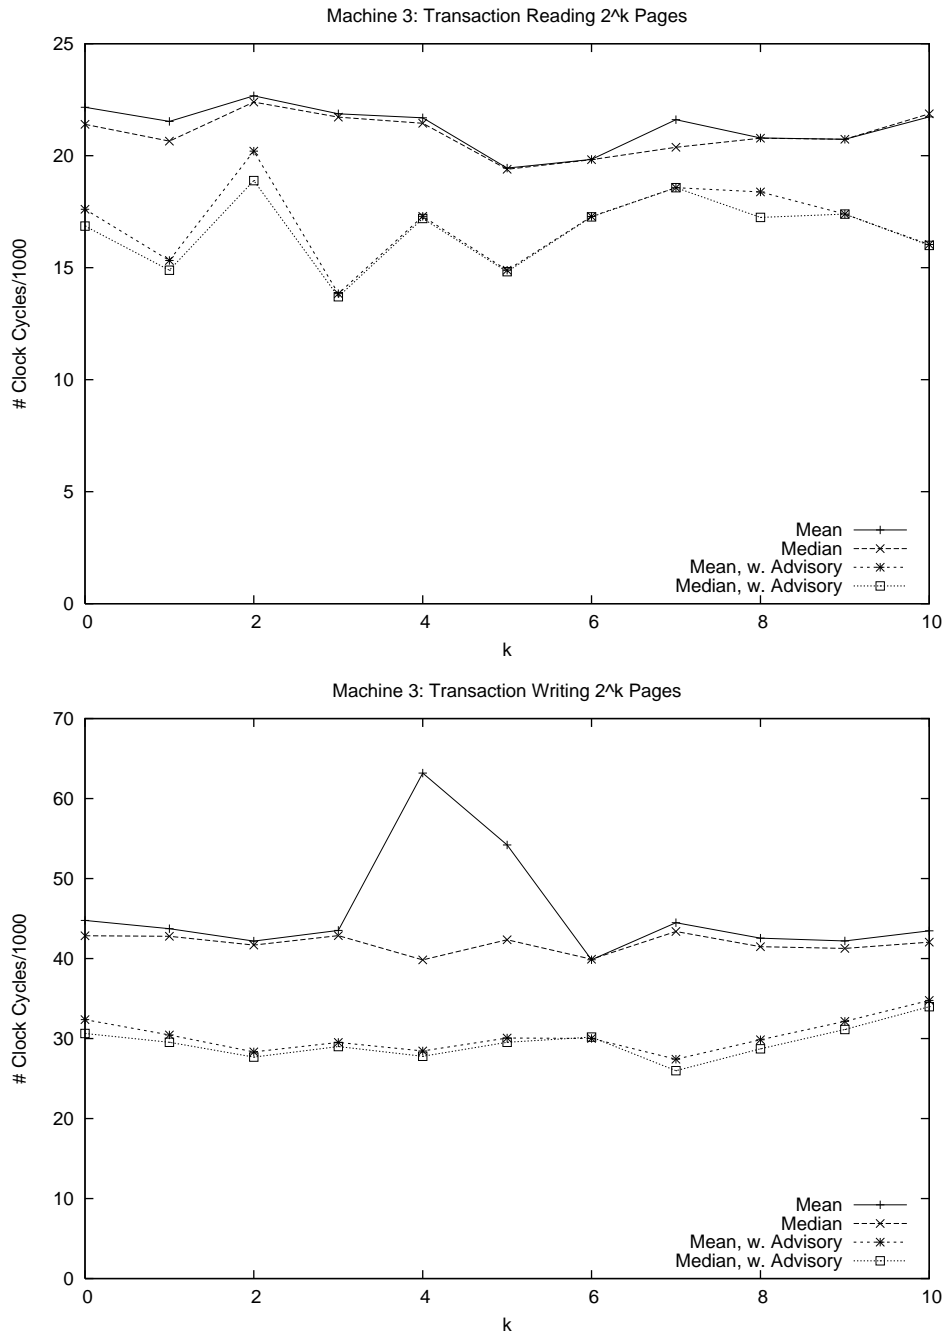 Machine 3: Transaction Reading 2^k Pages
25
20
15
10
5
0
# Clock Cycles/1000
Mean
Median
Mean, w. Advisory
Median, w. Advisory
0 2 4 6 8 10
k
Machine 3: Transaction Writing 2^k Pages
70
60
50
40
30
20
10
0
# Clock Cycles/1000
Mean
Median
Mean, w. Advisory
Median, w. Advisory
0 2 4 6 8 10
k